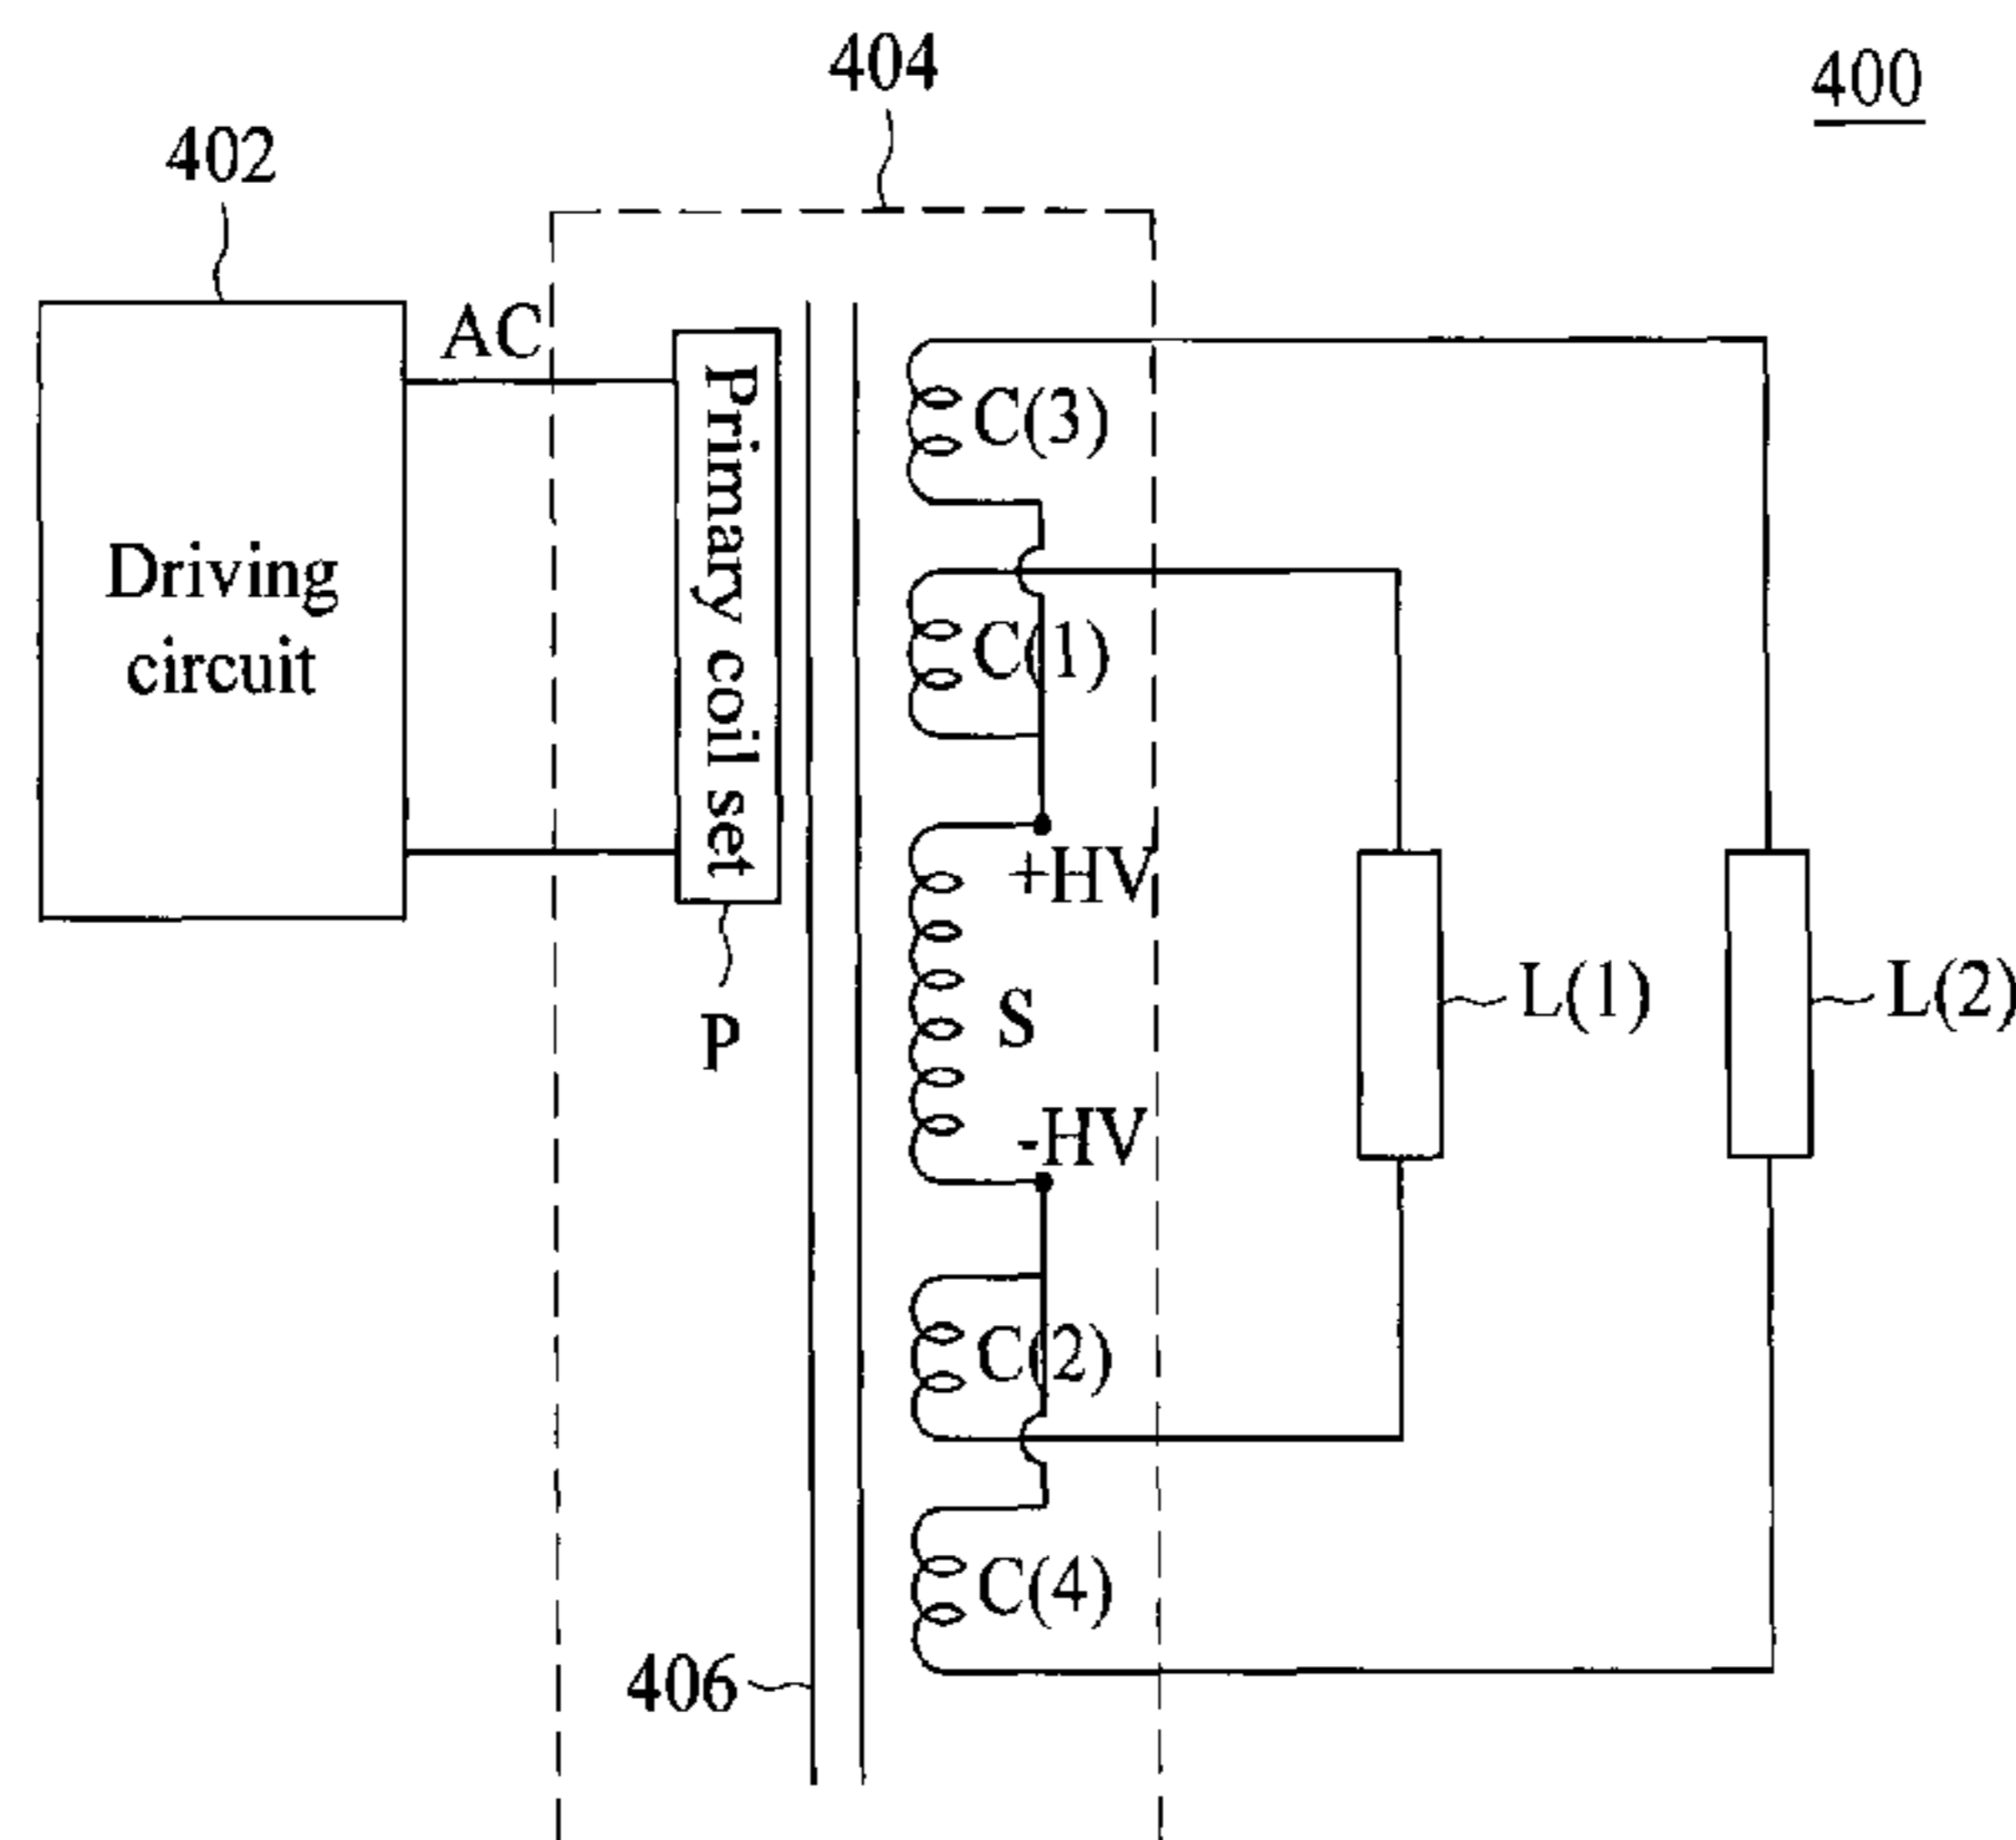 404
400
402
AC
C(3)
Primary coil set
Driving
circuit
C(1)
+HV
S
L(1)
L(2)
P
-HV
C(2)
C(4)
406